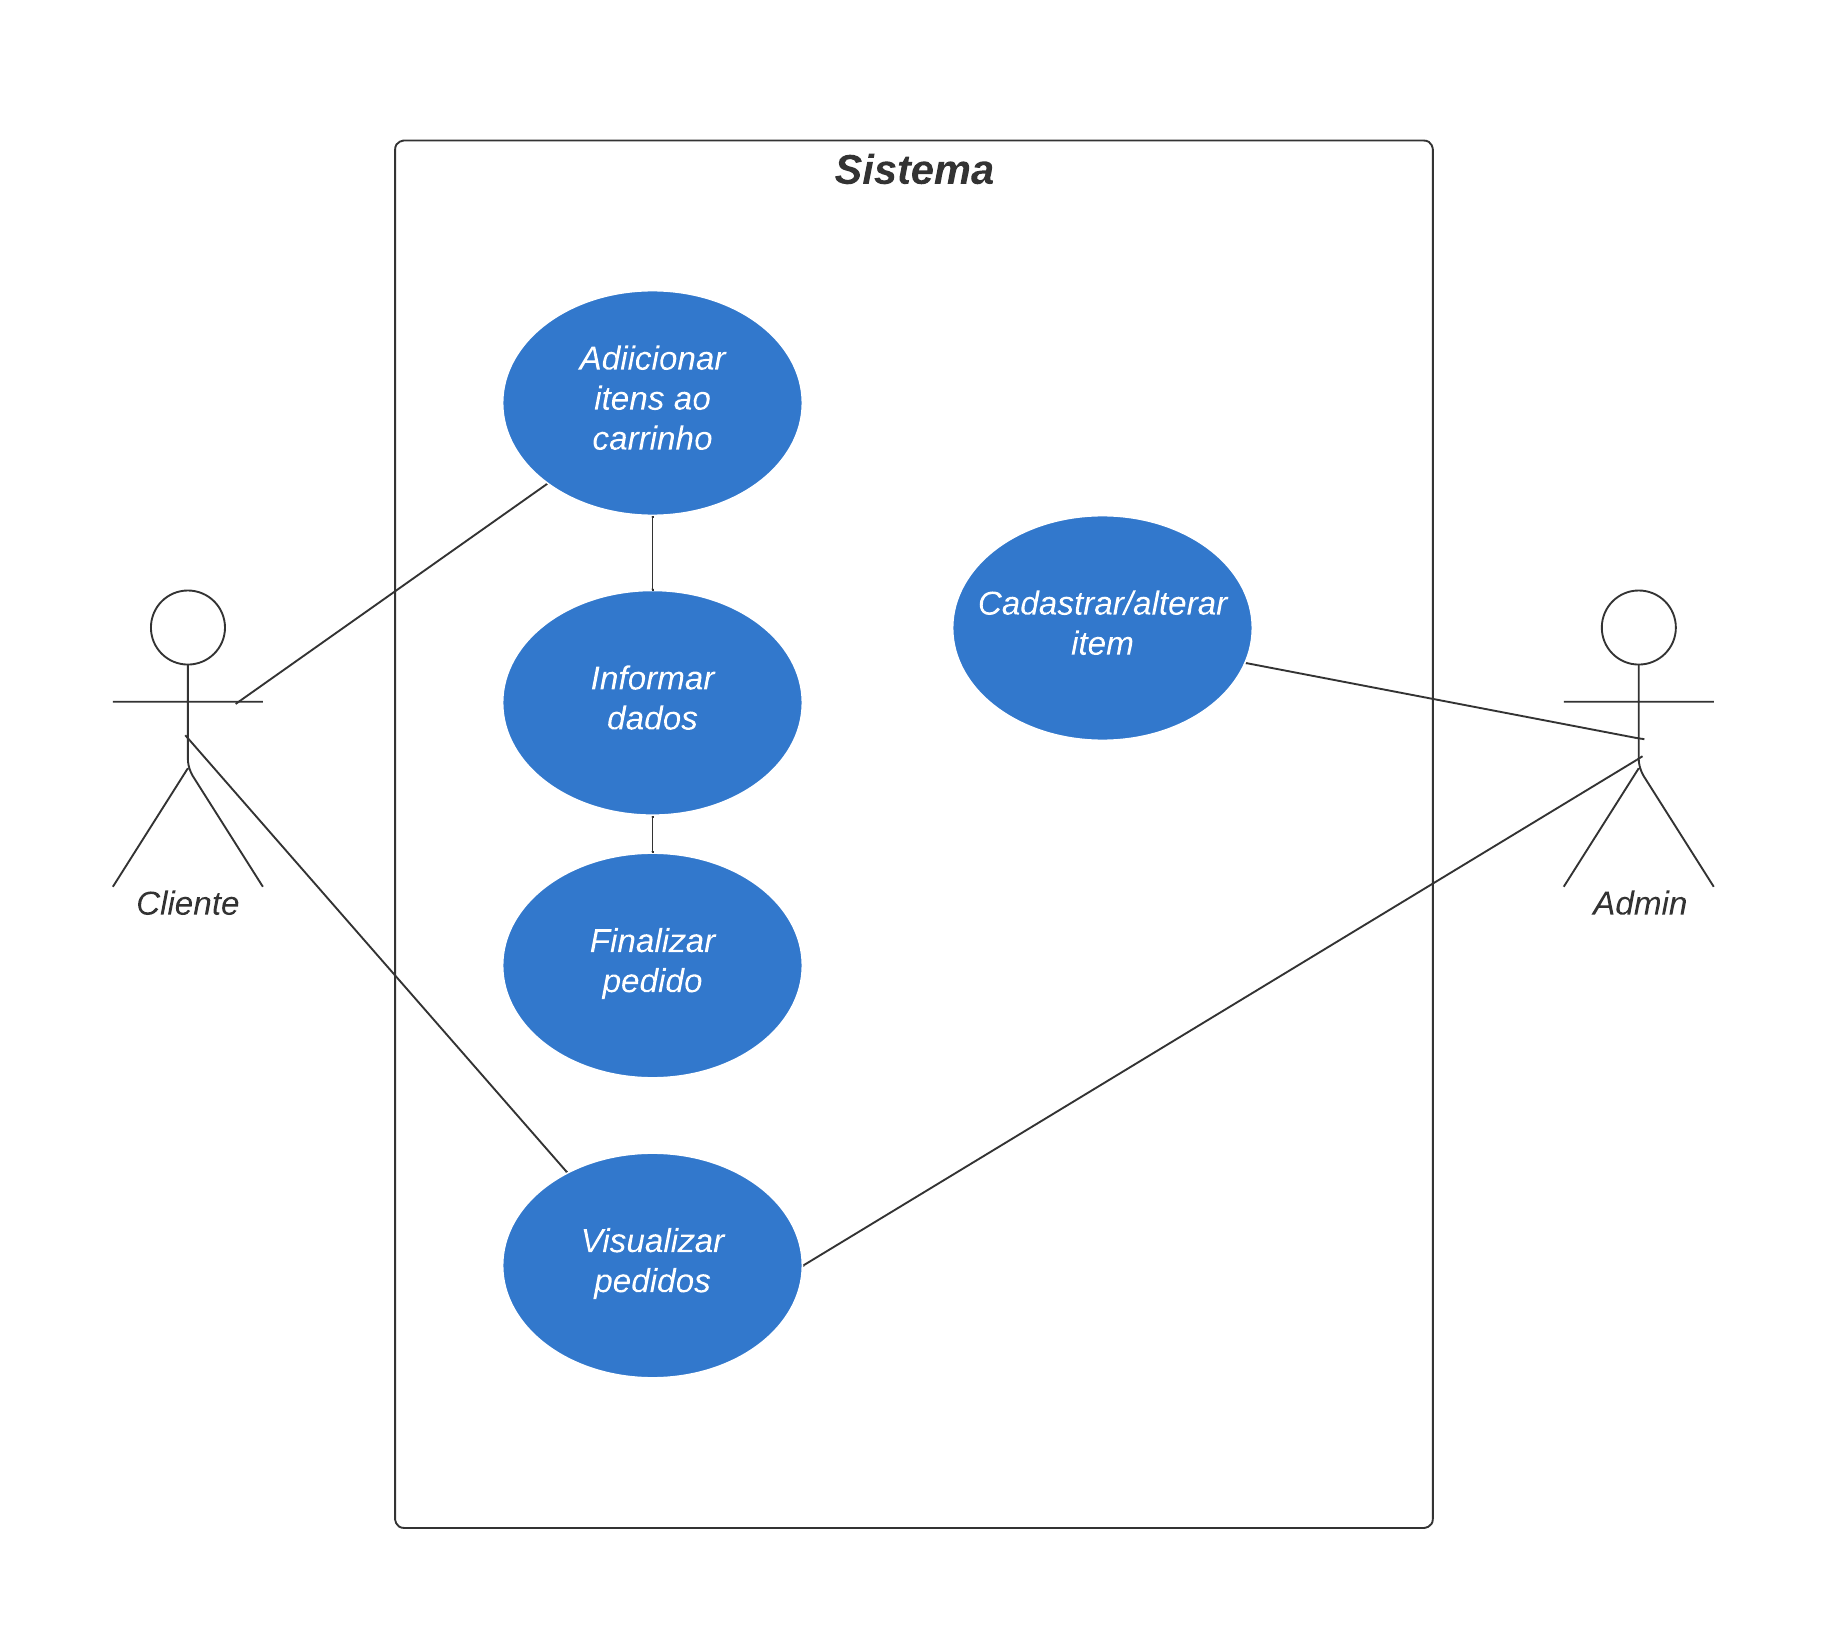 Sistema
Adiicionar
itens ao
carrinho
Cadastrar/alterar
item
Informar
dados
Cliente
Admin
Finalizar
pedido
Visualizar
pedidos